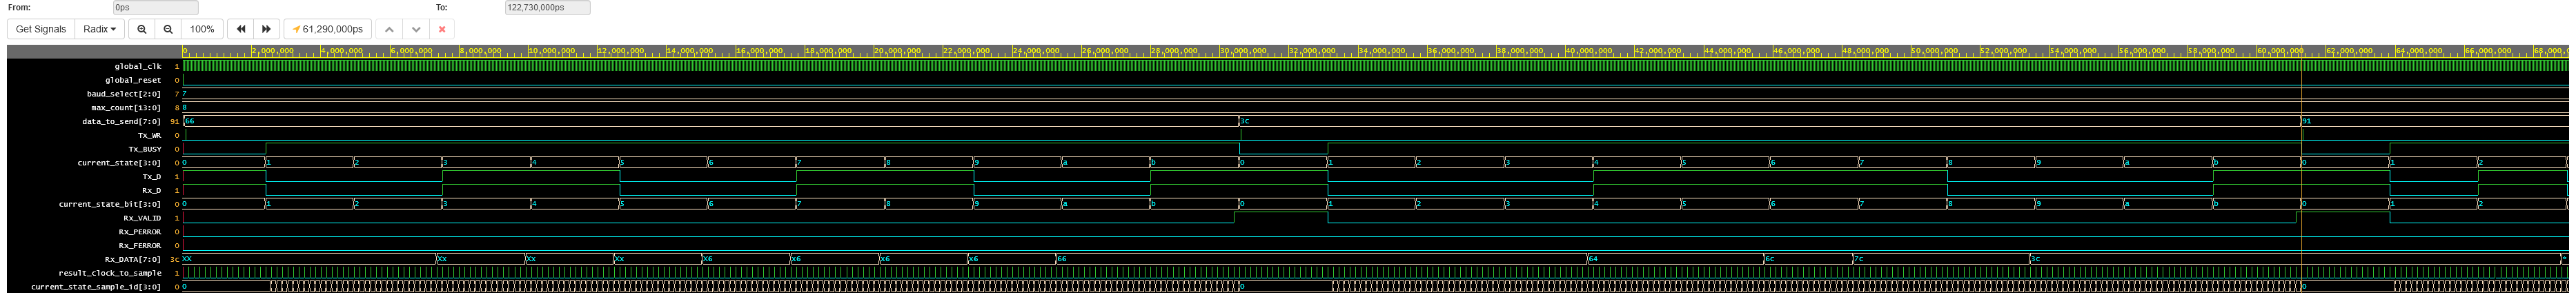 From: 0ps To: 122,730,000ps
Get Signals Radix 100% 61,290,000ps
0 2,000,000 4,000,000 6,000,000 8,000,000 10,000,000 12,000,000 14,000,000 16,000,000 18,000,000 20,000,000 22,000,000 24,000,000 26,000,000 28,000,000 30,000,000 32,000,000 34,000,000 36,000,000 38,000,000 40,000,000 42,000,000 44,000,000 46,000,000 48,000,000 50,000,000 52,000,000 54,000,000 56,000,000 58,000,000 60,000,000 62,000,000 64,000,000 66,000,000 68,000,0
global_clk 1
global_reset 0
baud_select[2:0] 7 7
max_count[13:0] 8 8
data_to_send[7:0] 91 66 3c 91
Tx_WR 0
Tx_BUSY 0
current_state[3:0] 0 0 1 2 3 4 5 6 7 8 9 a b 0 1 2 3 4 5 6 7 8 9 a b 0 1 2
Tx_D 1
Rx_D 1
current_state_bit[3:0] 0 0 1 2 3 4 5 6 7 8 9 a b 0 1 2 3 4 5 6 7 8 9 a b 0 1 2
Rx_VALID 1
Rx_PERROR 0
Rx_FERROR 0
Rx_DATA[7:0] 3c XX Xx Xx Xx X6 x6 x6 x6 66 64 6c 7c 3c *
result_clock_to_sample 1
current_state_sample_id[3:0] 0 0 0 0